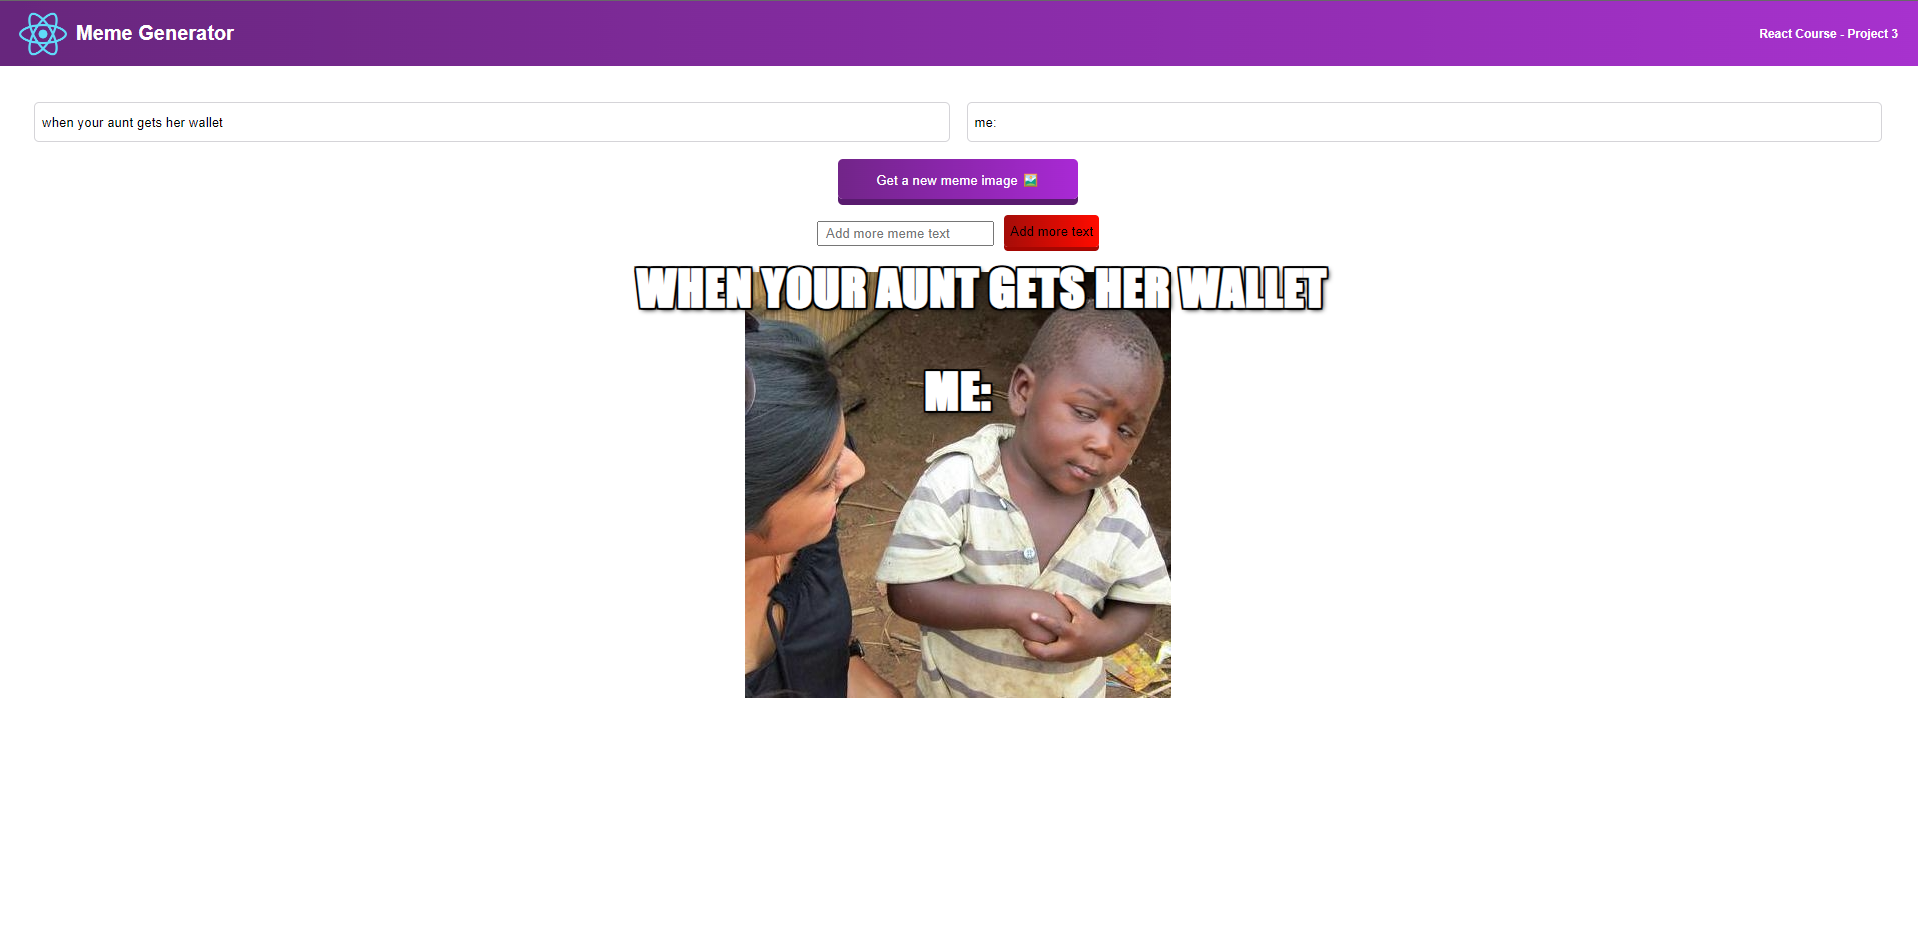 Meme Generator
React Course - Project 3
when your aunt gets her wallet
me:
Get a new meme image 🖼️
Add more meme text
Add more text
WHEN YOUR AUNT GETS HER WALLET
ME: